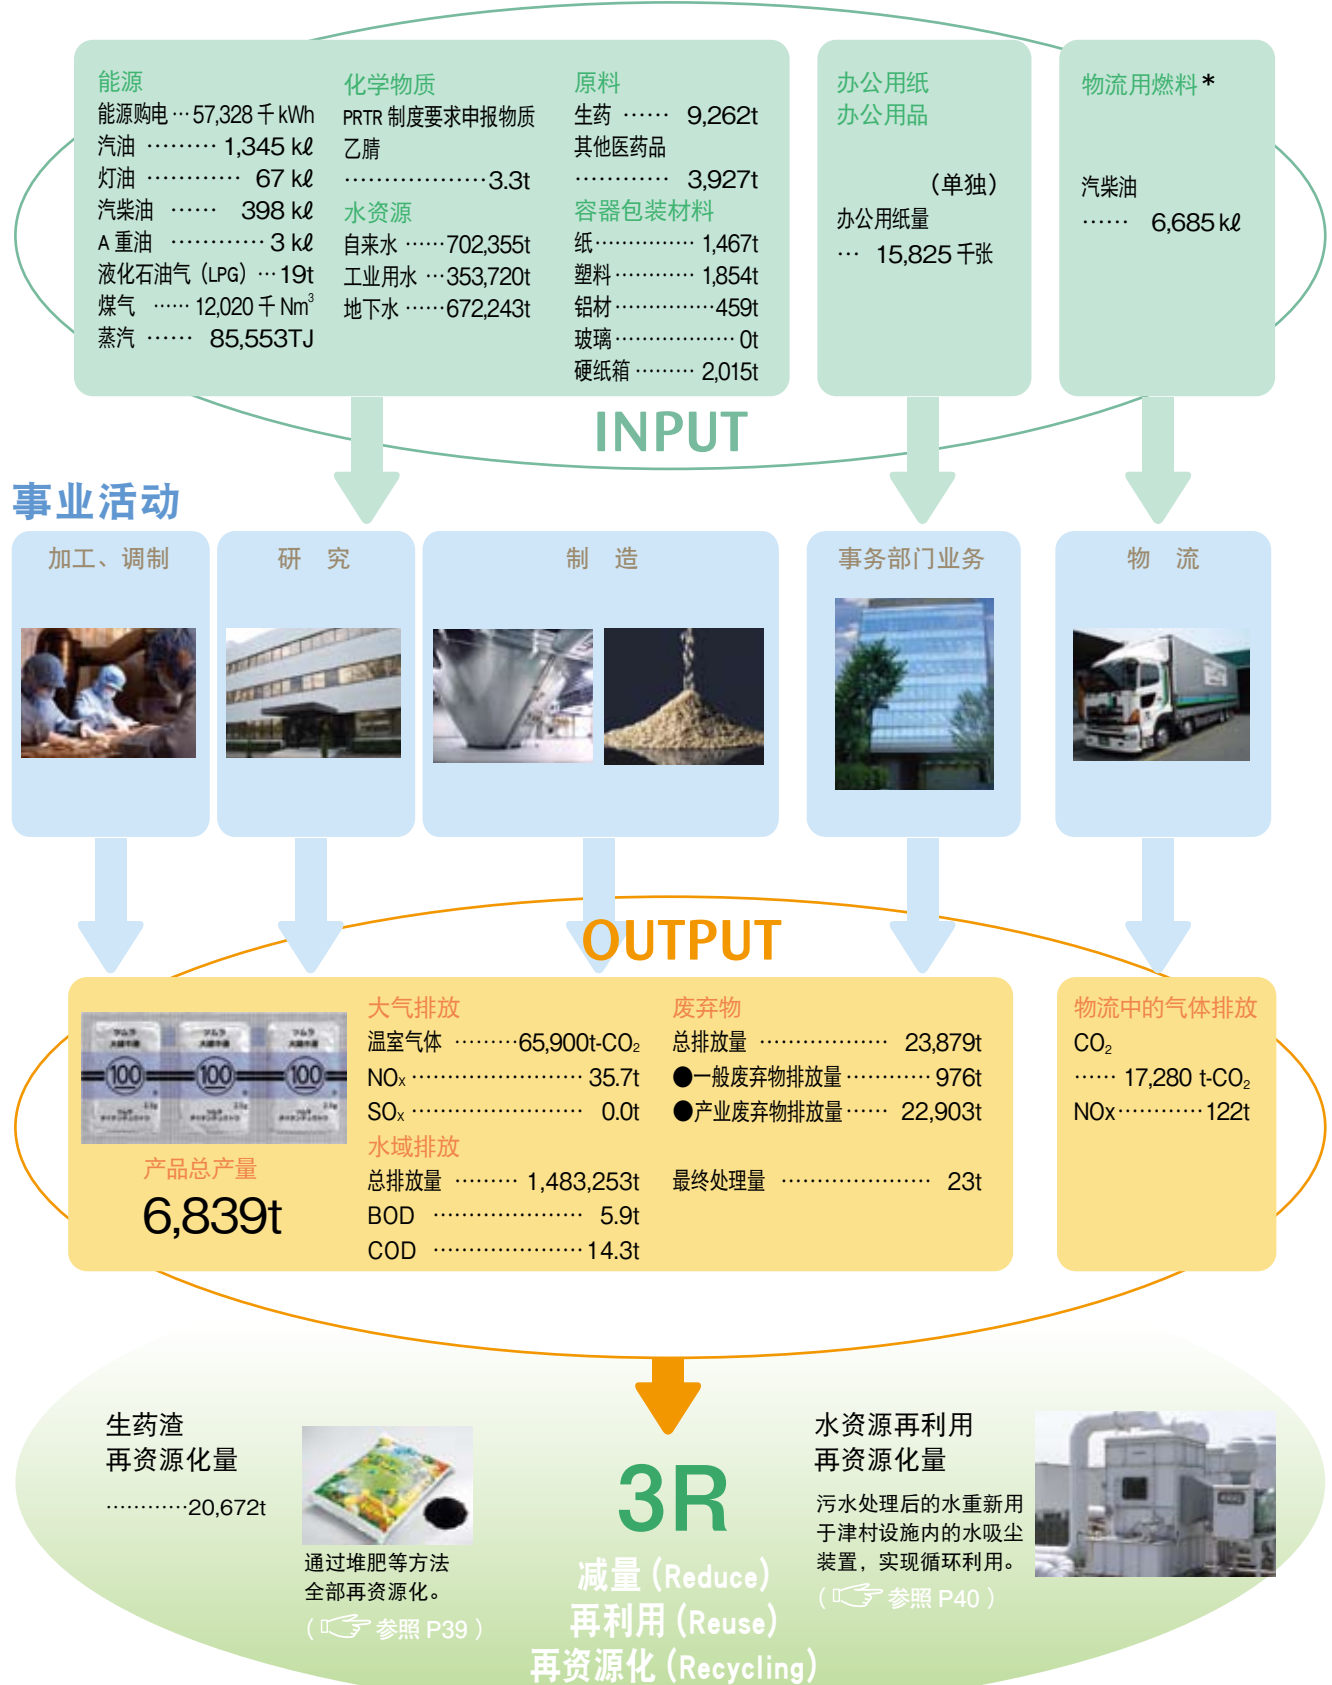 能源
能源购电 … 57,328 千 kWh
汽油 ……… 1,345 kℓ
灯油 ………… 67 kℓ
汽柴油 …… 398 kℓ
A 重油 ………… 3 kℓ
液化石油气（LPG）… 19t
煤气 …… 12,020 千 Nm³
蒸汽 …… 85,553TJ
化学物质
PRTR 制度要求申报物质
乙腈
………………3.3t
水资源
自来水 ……702,355t
工业用水 …353,720t
地下水 ……672,243t
原料
生药 …… 9,262t
其他医药品
………… 3,927t
容器包装材料
纸…………… 1,467t
塑料………… 1,854t
铝材……………459t
玻璃……………… 0t
硬纸箱 ……… 2,015t
办公用纸
办公用品
（单独）
办公用纸量
… 15,825 千张
物流用燃料*
汽柴油
…… 6,685 kℓ
INPUT
事业活动
加工、调制
研 究
制 造
事务部门业务
物 流
OUTPUT
100
100
100
产品总产量
6,839t
大气排放
温室气体 ………65,900t-CO₂
NOx …………………… 35.7t
SOx …………………… 0.0t
水域排放
总排放量 ……… 1,483,253t
BOD ………………… 5.9t
COD …………………14.3t
废弃物
总排放量 ……………… 23,879t
●一般废弃物排放量………… 976t
●产业废弃物排放量…… 22,903t
最终处理量 ………………… 23t
物流中的气体排放
CO₂
…… 17,280 t-CO₂
NOx…………122t
生药渣
再资源化量
…………20,672t
通过堆肥等方法
全部再资源化。
（☞ 参照 P39 ）
3R
减量（Reduce）
再利用（Reuse）
再资源化（Recycling）
水资源再利用
再资源化量
污水处理后的水重新用
于津村设施内的水吸尘
装置，实现循环利用。
（☞ 参照 P40 ）